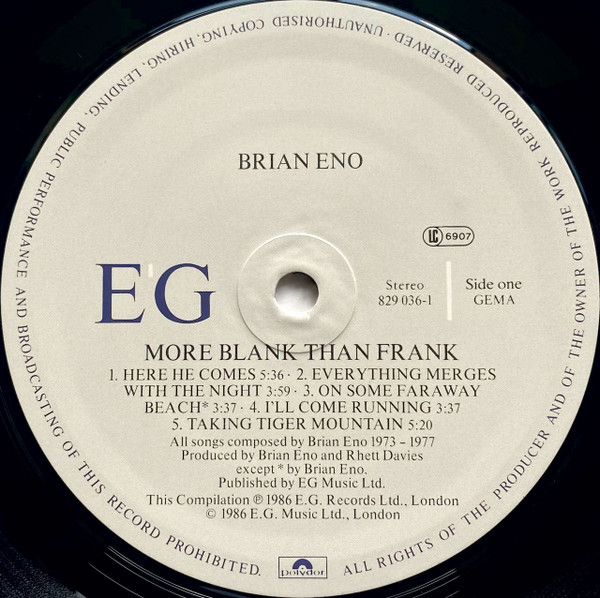 BRIAN ENO
LC 6907
E'G
Stereo
829 036-1
Side one
GEMA
MORE BLANK THAN FRANK
1. HERE HE COMES 5:36 · 2. EVERYTHING MERGES
WITH THE NIGHT 3:59 · 3. ON SOME FARAWAY
BEACH* 3:37 · 4. I'LL COME RUNNING 3:37
5. TAKING TIGER MOUNTAIN 5:20
All songs composed by Brian Eno 1973 – 1977
Produced by Brian Eno and Rhett Davies
except * by Brian Eno.
Published by EG Music Ltd.
This Compilation ℗ 1986 E.G. Records Ltd., London
© 1986 E.G. Music Ltd., London
polydor
ALL RIGHTS OF THE PRODUCER AND OF THE OWNER OF THE WORK REPRODUCED RESERVED · UNAUTHORISED COPYING, HIRING, LENDING, PUBLIC PERFORMANCE AND BROADCASTING OF THIS RECORD PROHIBITED.